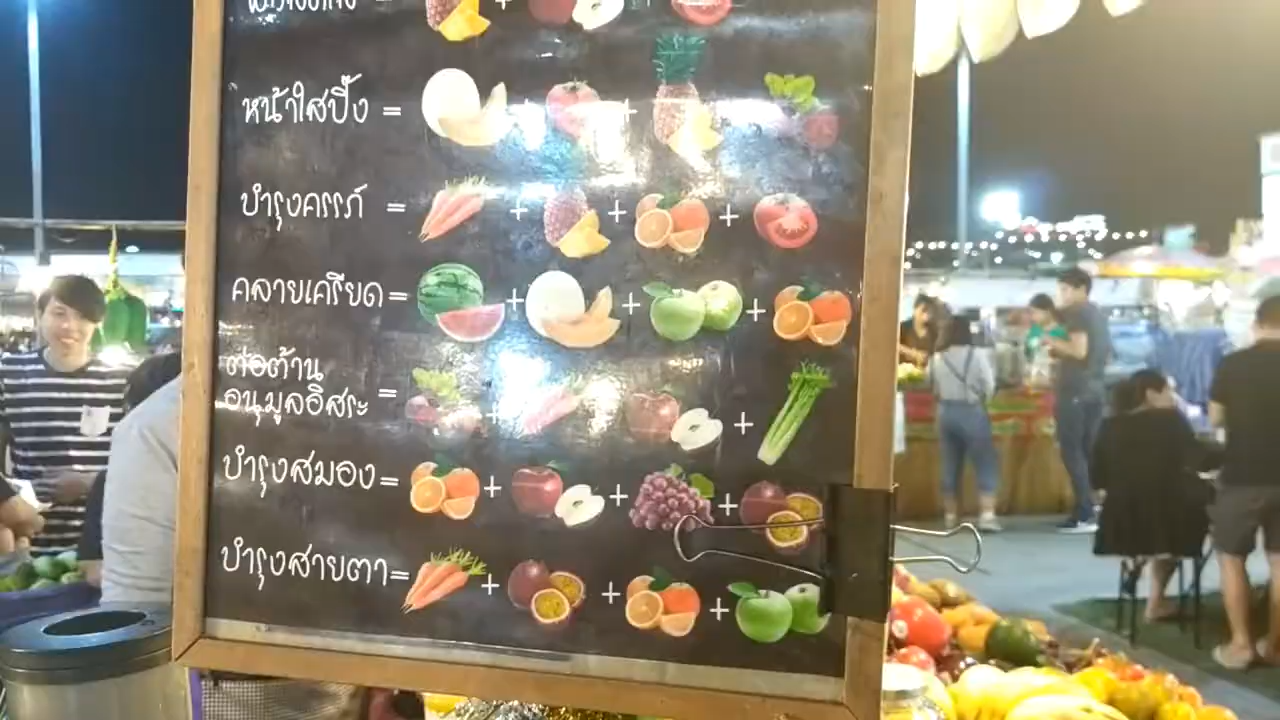 หน้าใสปิ๊ง = + + +
บำรุงครรภ์ = + + +
คลายเครียด = + + +
ต่อต้าน
อนุมูลอิสระ = + + +
บำรุงสมอง = + + +
บำรุงสายตา = + + +